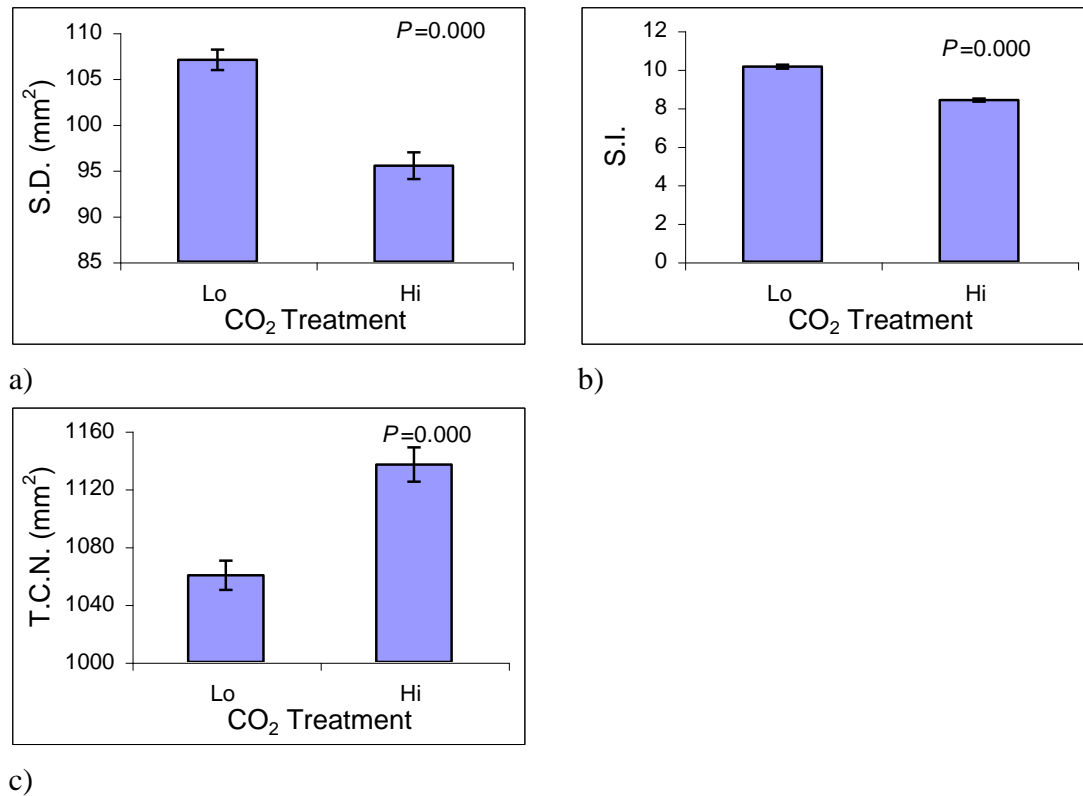 P=0.000
S.D. (mm²)
110
105
100
95
90
85
Lo
Hi
CO₂ Treatment
a)
P=0.000
S.I.
12
10
8
6
4
2
0
Lo
Hi
CO₂ Treatment
b)
P=0.000
T.C.N. (mm²)
1160
1120
1080
1040
1000
Lo
Hi
CO₂ Treatment
c)